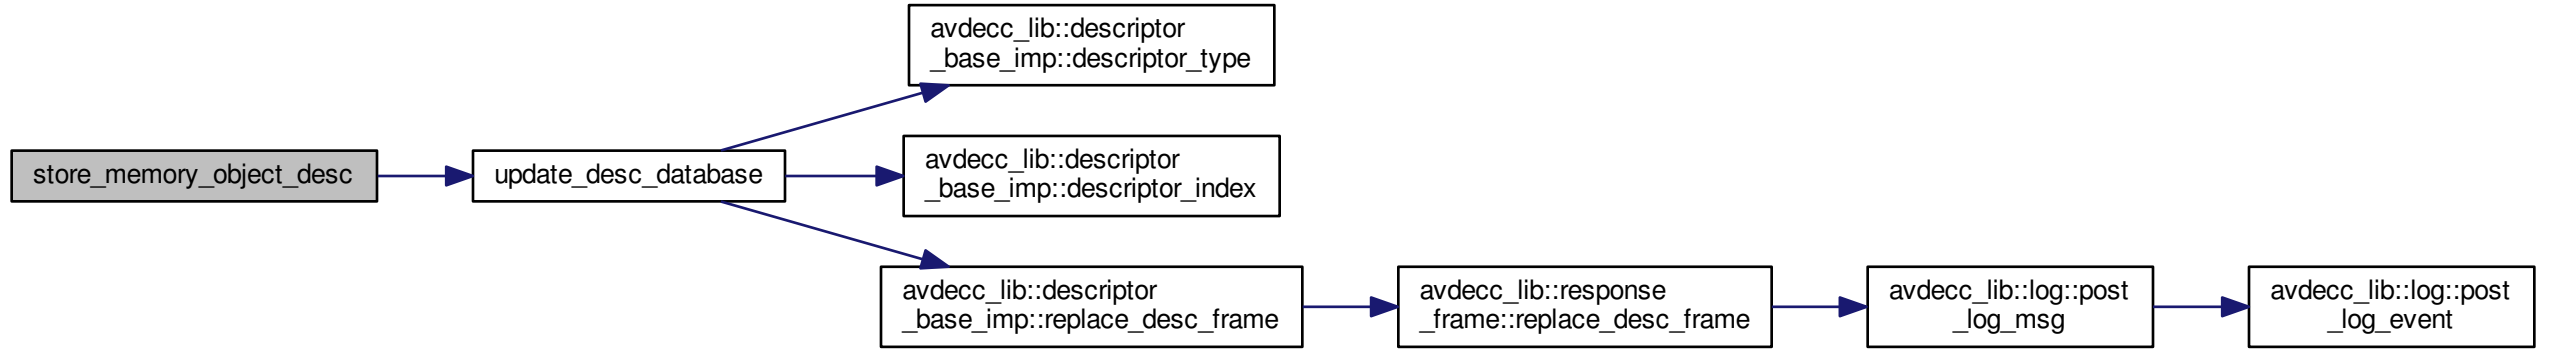 avdecc_lib::descriptor
_base_imp::descriptor_type
store_memory_object_desc
update_desc_database
avdecc_lib::descriptor
_base_imp::descriptor_index
avdecc_lib::descriptor
_base_imp::replace_desc_frame
avdecc_lib::response
_frame::replace_desc_frame
avdecc_lib::log::post
_log_msg
avdecc_lib::log::post
_log_event